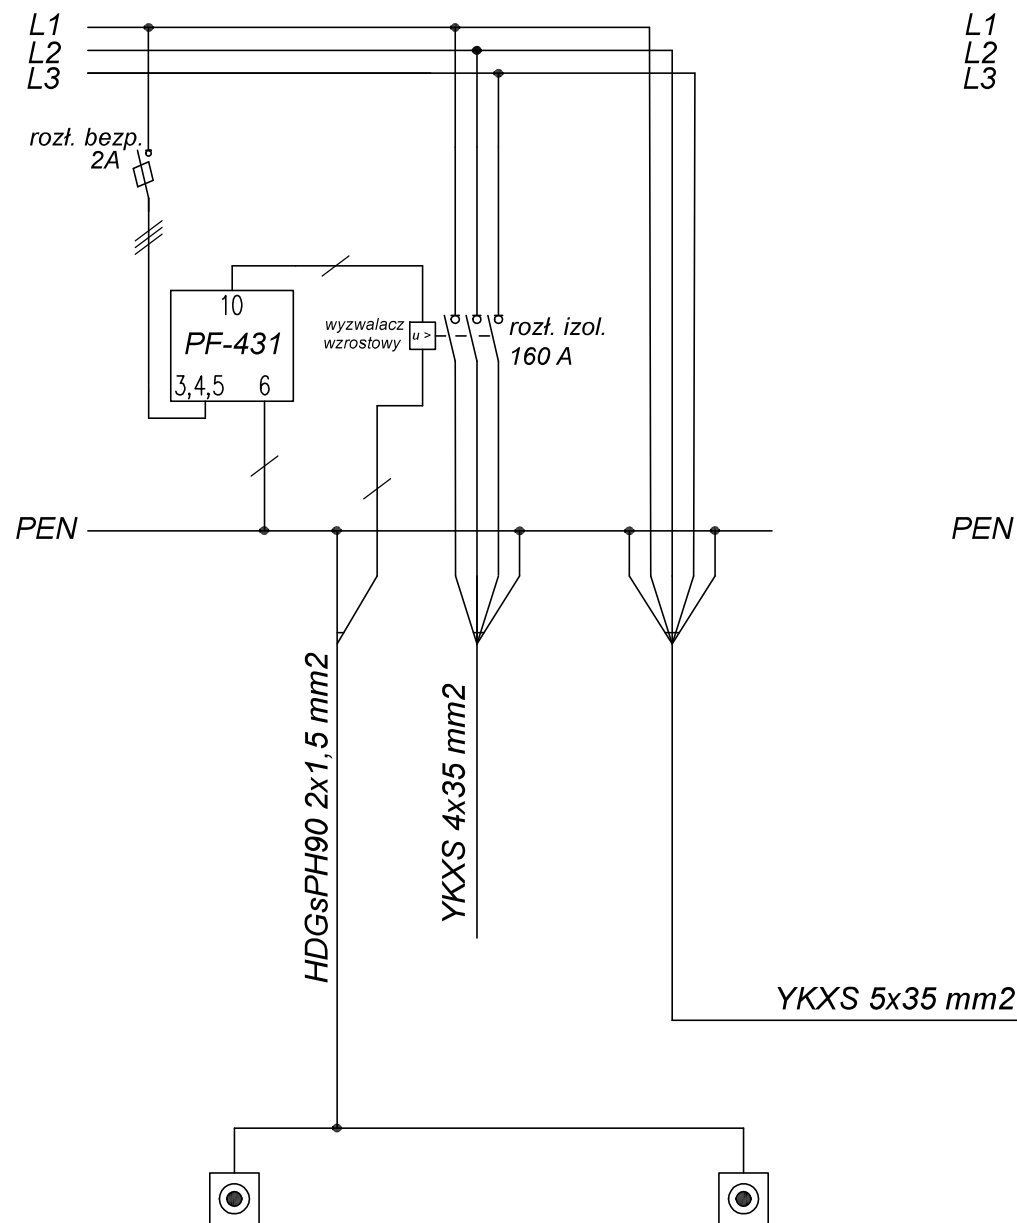 L1
L2
L3
L1
L2
L3
rozł. bezp.
2A
10
PF-431
3,4,5 6
wyzwalacz
wzrostowy
u >
rozł. izol.
160 A
PEN
PEN
HDGsPH90 2x1,5 mm2
YKXS 4x35 mm2
YKXS 5x35 mm2